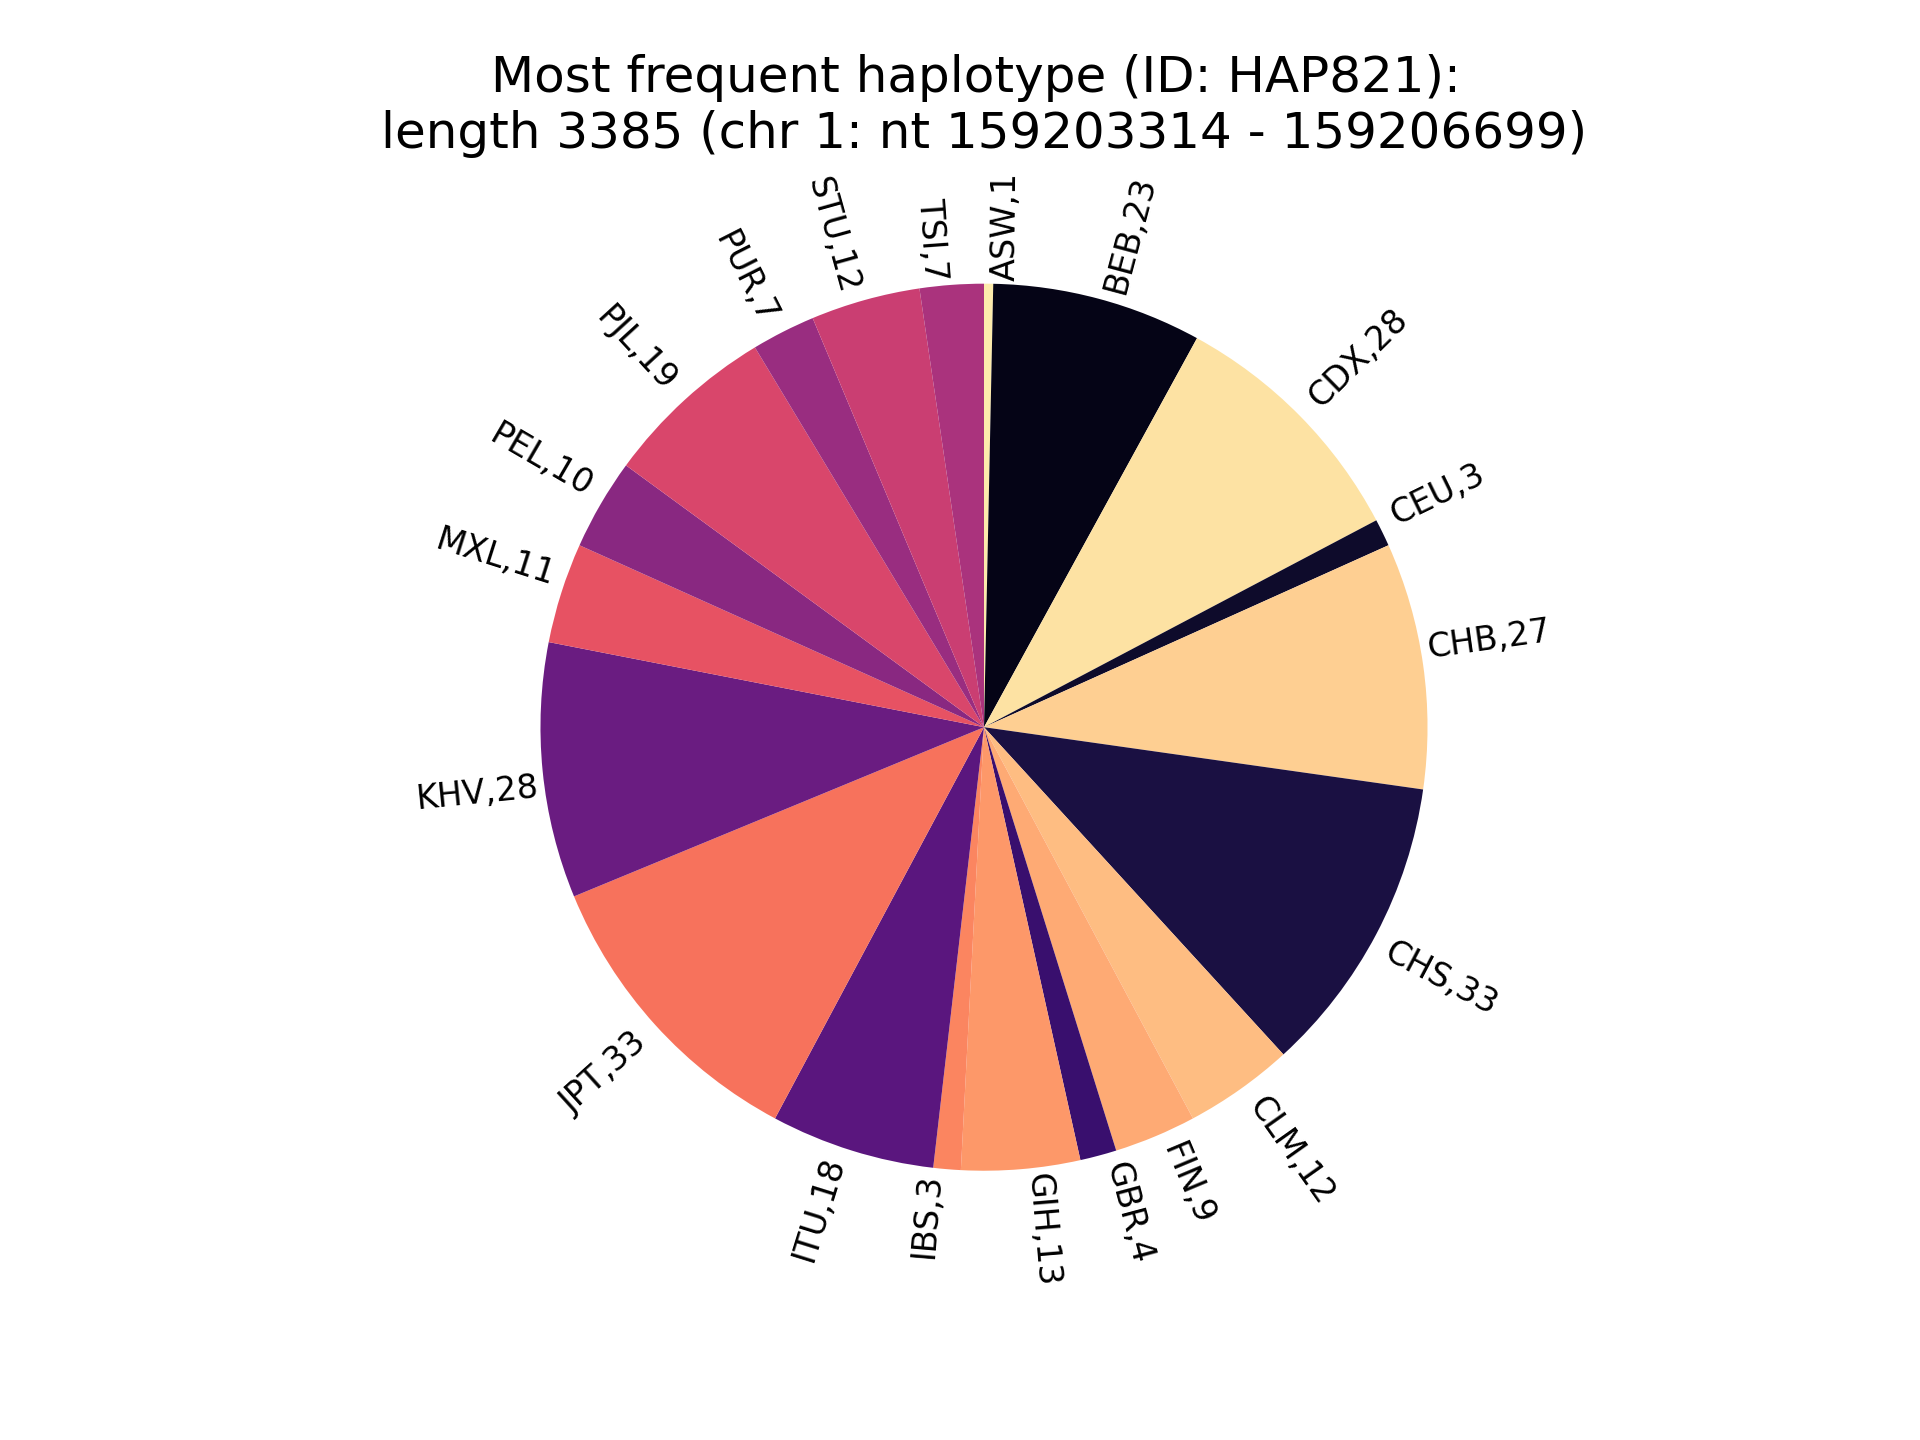 Most frequent haplotype (ID: HAP821):
length 3385 (chr 1: nt 159203314 - 159206699)
ASW,1
BEB,23
CDX,28
CEU,3
CHB,27
CHS,33
CLM,12
FIN,9
GBR,4
GIH,13
IBS,3
ITU,18
JPT,33
KHV,28
MXL,11
PEL,10
PJL,19
PUR,7
STU,12
TSI,7